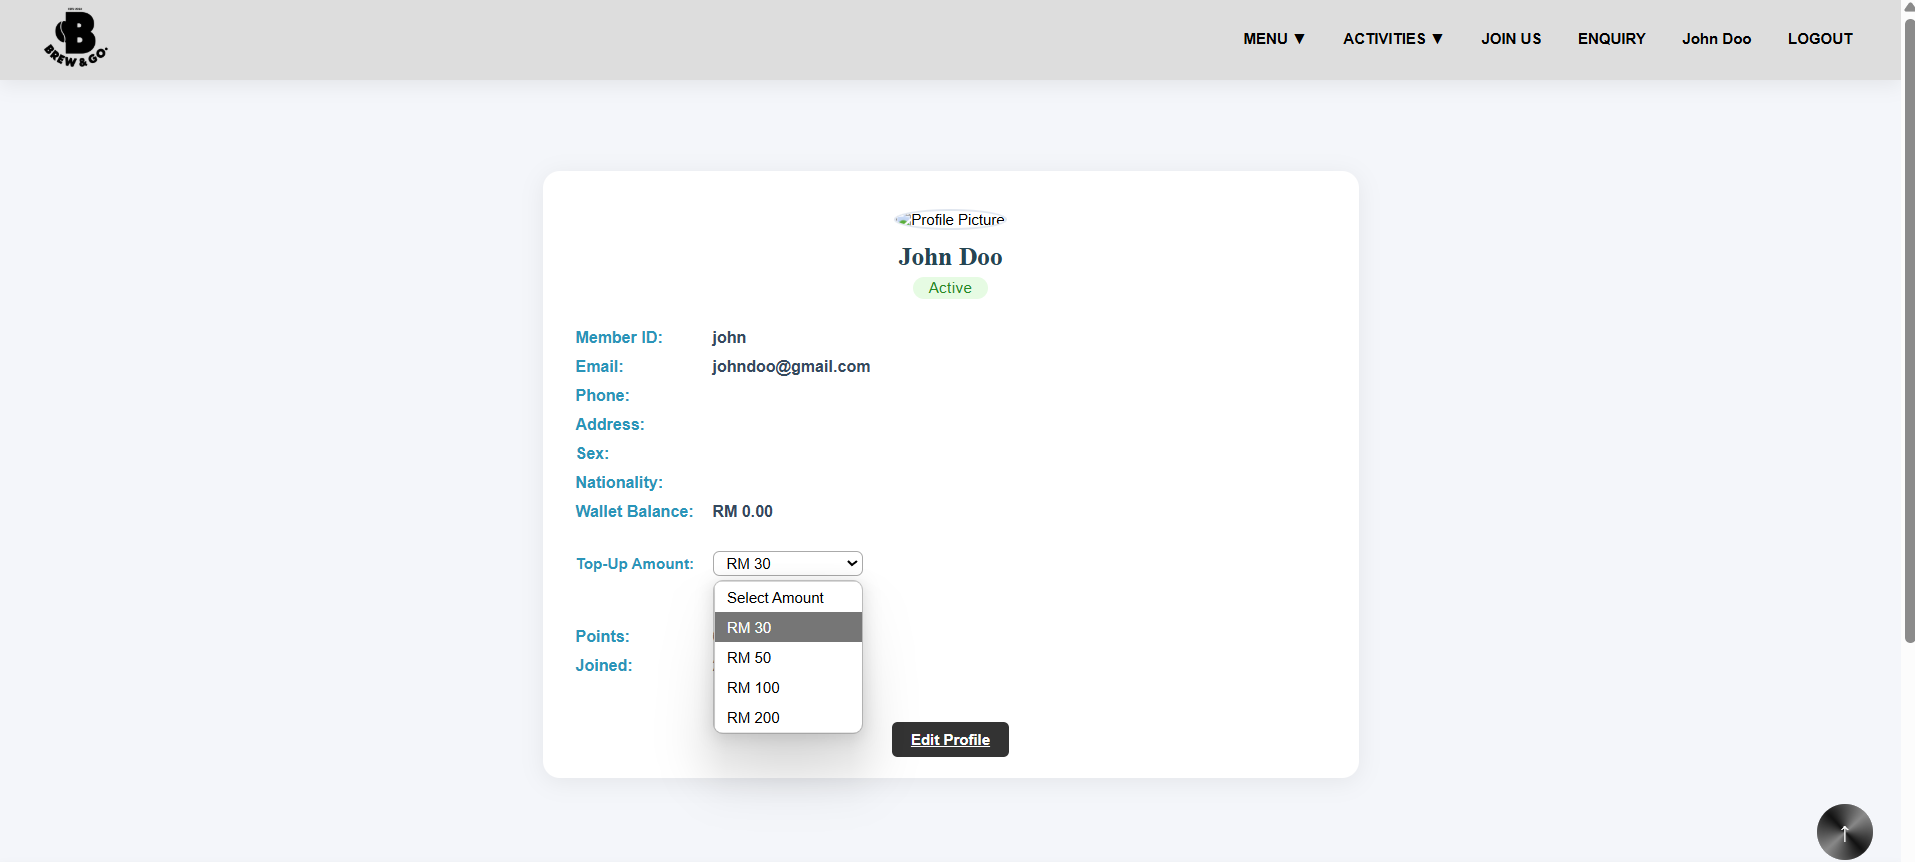 BREW & GO.
MENU ▼
ACTIVITIES ▼
JOIN US
ENQUIRY
John Doo
LOGOUT
Profile Picture
John Doo
Active
Member ID: john
Email: johndoo@gmail.com
Phone:
Address:
Sex:
Nationality:
Wallet Balance: RM 0.00
Top-Up Amount: RM 30
Select Amount
RM 30
RM 50
RM 100
RM 200
Points:
Joined:
Edit Profile
↑